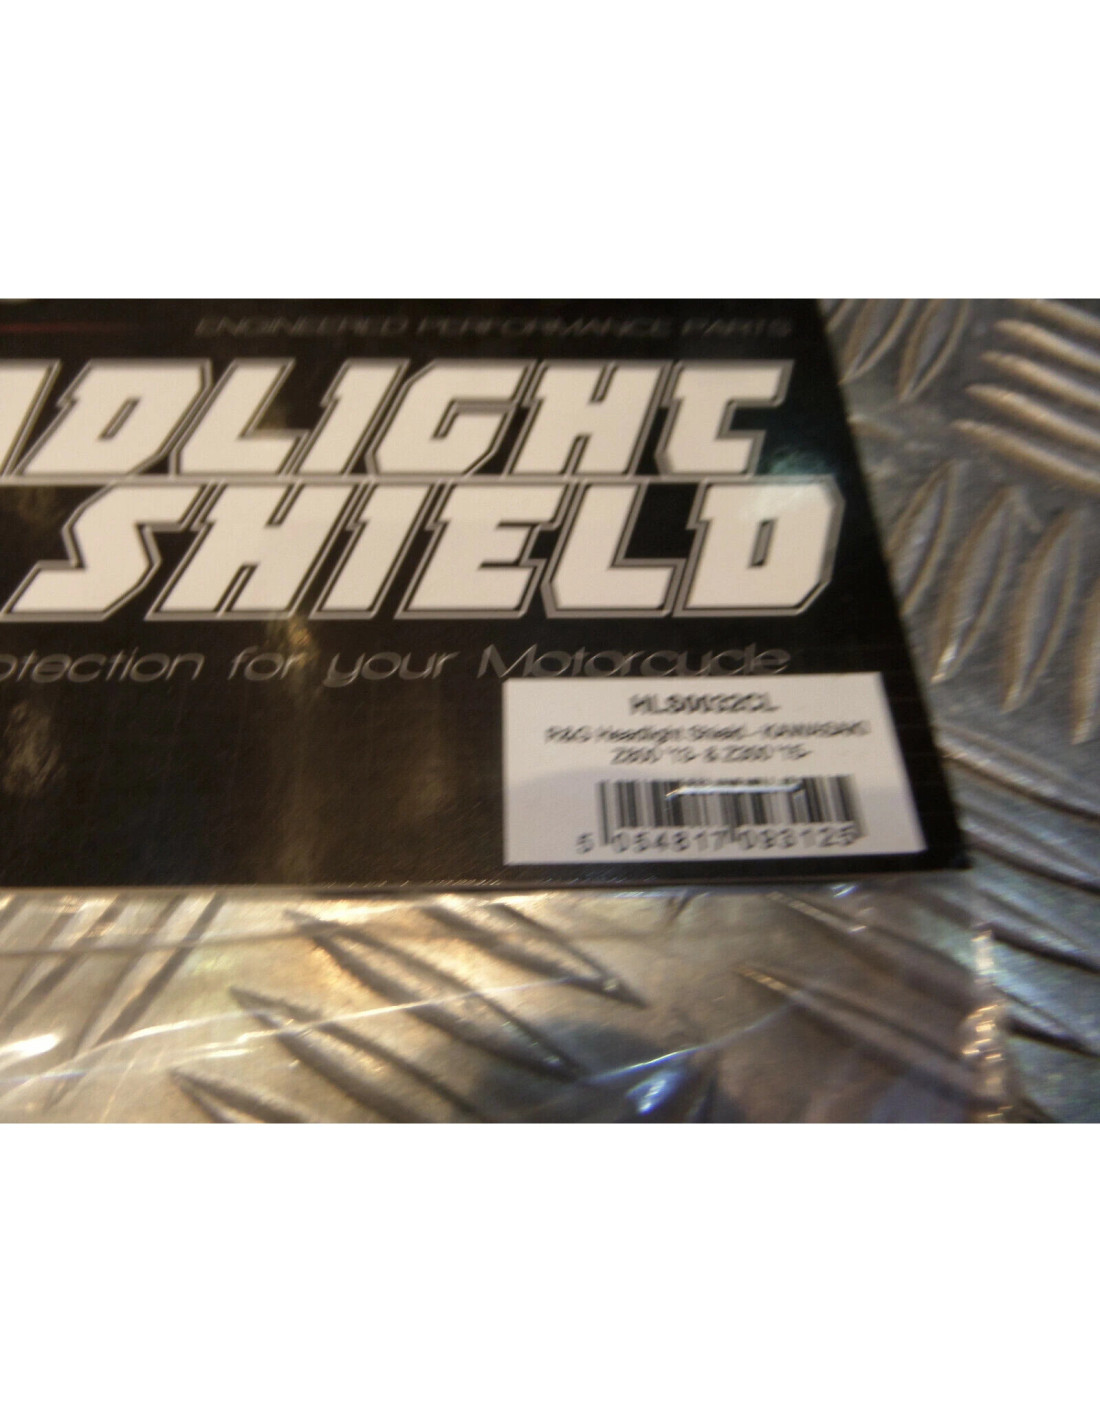 ENGINEERED PERFORMANCE PARTS
ADLIGHT
SHIELD
otection for your Motorcycle
HLS0032CL
R&G Headlight Shield - KAWASAKI
Z800 '13- & Z300 '15-
5 054817 093125